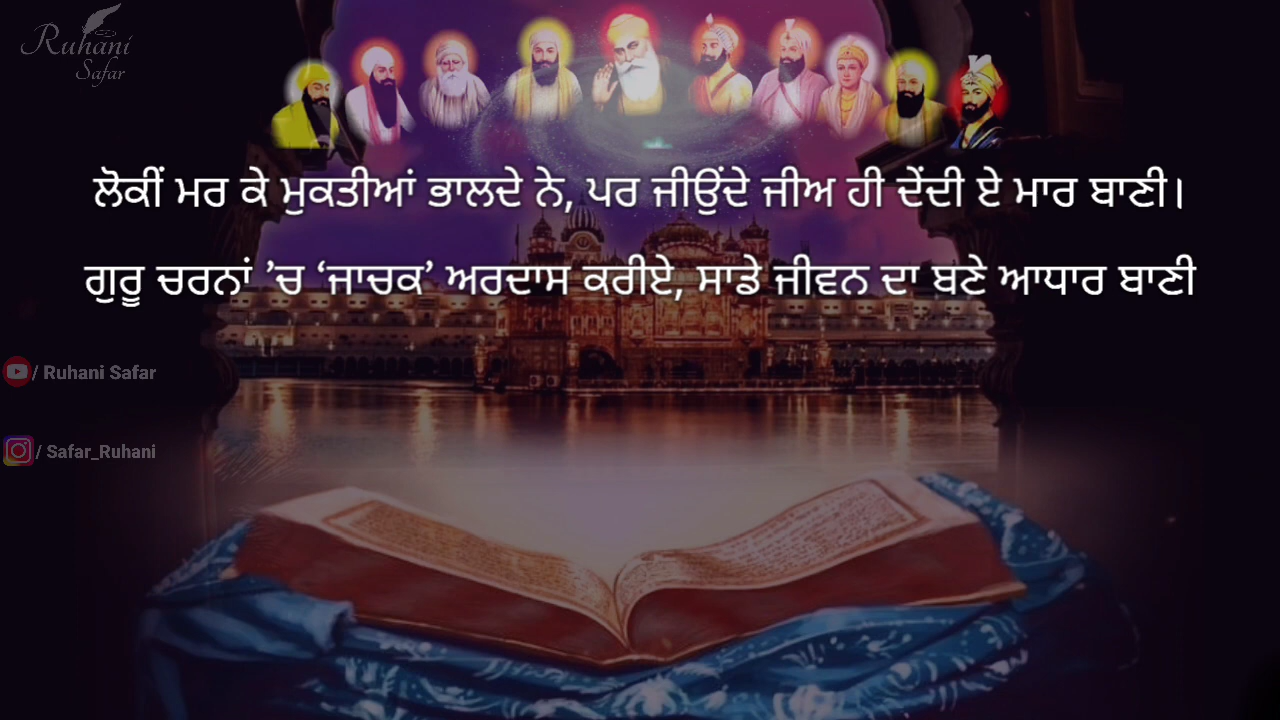 Ruhani
Safar
ਲੋਕੀਂ ਮਰ ਕੇ ਮੁਕਤੀਆਂ ਭਾਲਦੇ ਨੇ, ਪਰ ਜੀਉਂਦੇ ਜੀਅ ਹੀ ਦੇਂਦੀ ਏ ਮਾਰ ਬਾਣੀ।
ਗੁਰੂ ਚਰਨਾਂ ’ਚ ‘ਜਾਚਕ’ ਅਰਦਾਸ ਕਰੀਏ, ਸਾਡੇ ਜੀਵਨ ਦਾ ਬਣੇ ਆਧਾਰ ਬਾਣੀ
/ Ruhani Safar
/ Safar_Ruhani